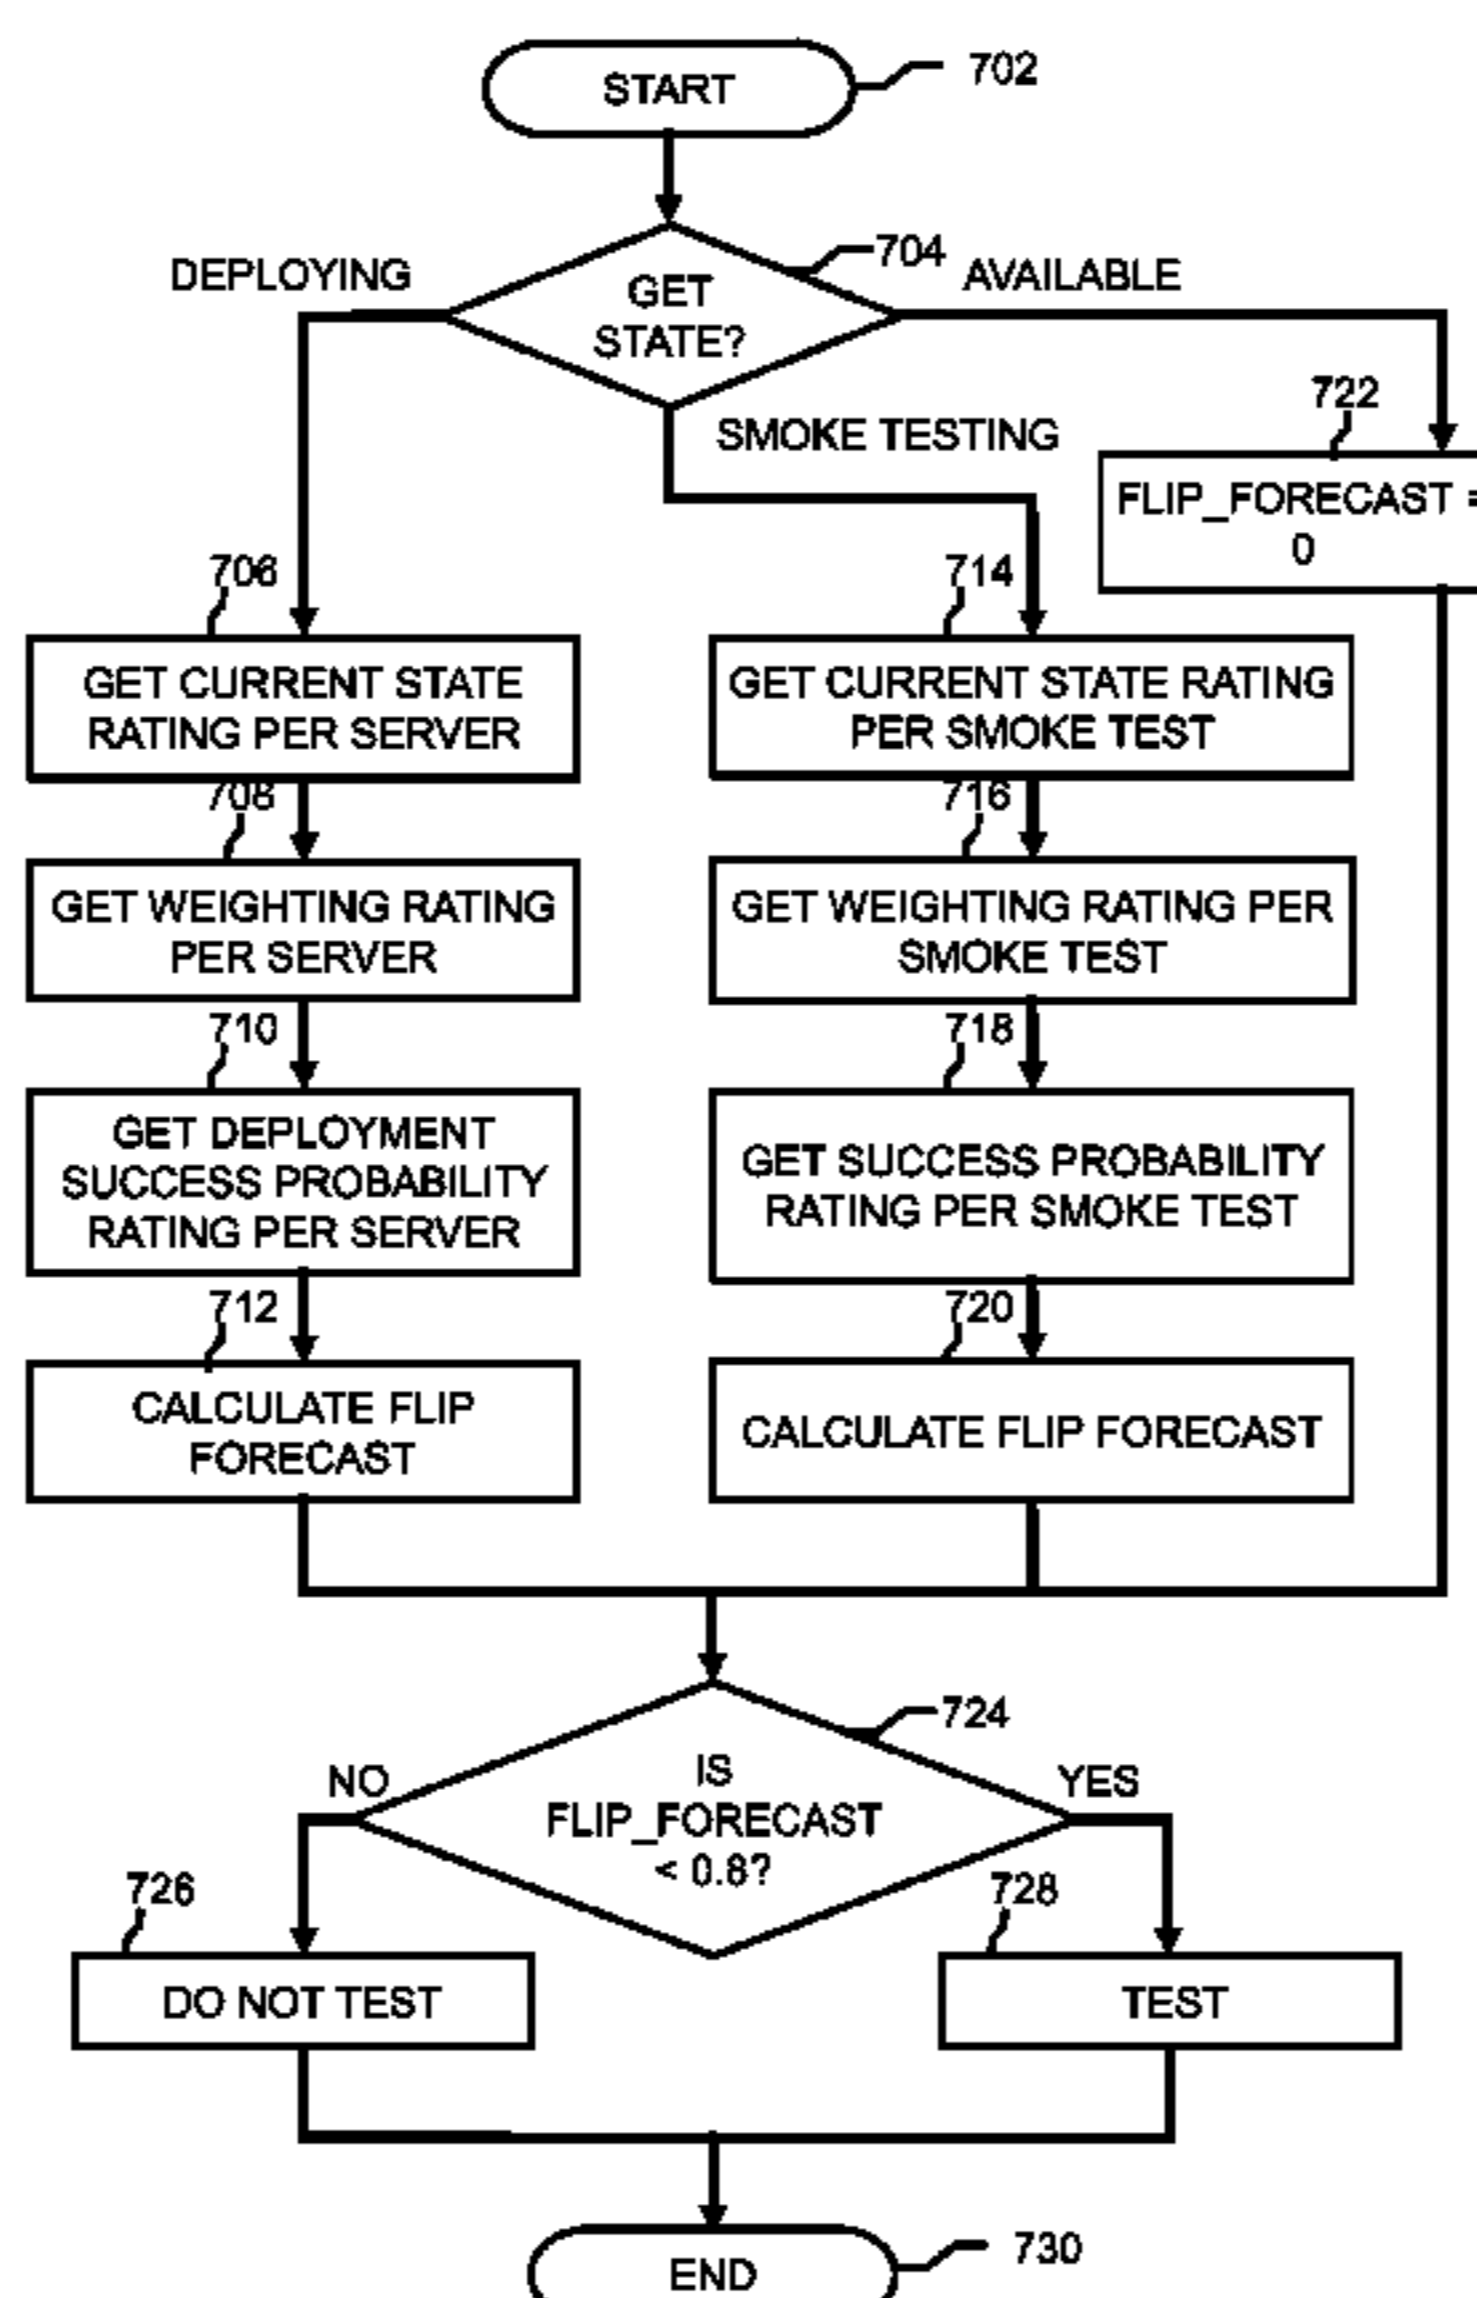 START
702
704
DEPLOYING
AVAILABLE
GET
STATE?
722
SMOKE TESTING
FLIP_FORECAST =
0
706
714
GET CURRENT STATE
RATING PER SERVER
GET CURRENT STATE RATING
PER SMOKE TEST
708
716
GET WEIGHTING RATING
PER SERVER
GET WEIGHTING RATING PER
SMOKE TEST
710
718
GET DEPLOYMENT
SUCCESS PROBABILITY
RATING PER SERVER
GET SUCCESS PROBABILITY
RATING PER SMOKE TEST
712
720
CALCULATE FLIP
FORECAST
CALCULATE FLIP FORECAST
724
NO
IS
FLIP_FORECAST
< 0.8?
YES
726
728
DO NOT TEST
TEST
END
730